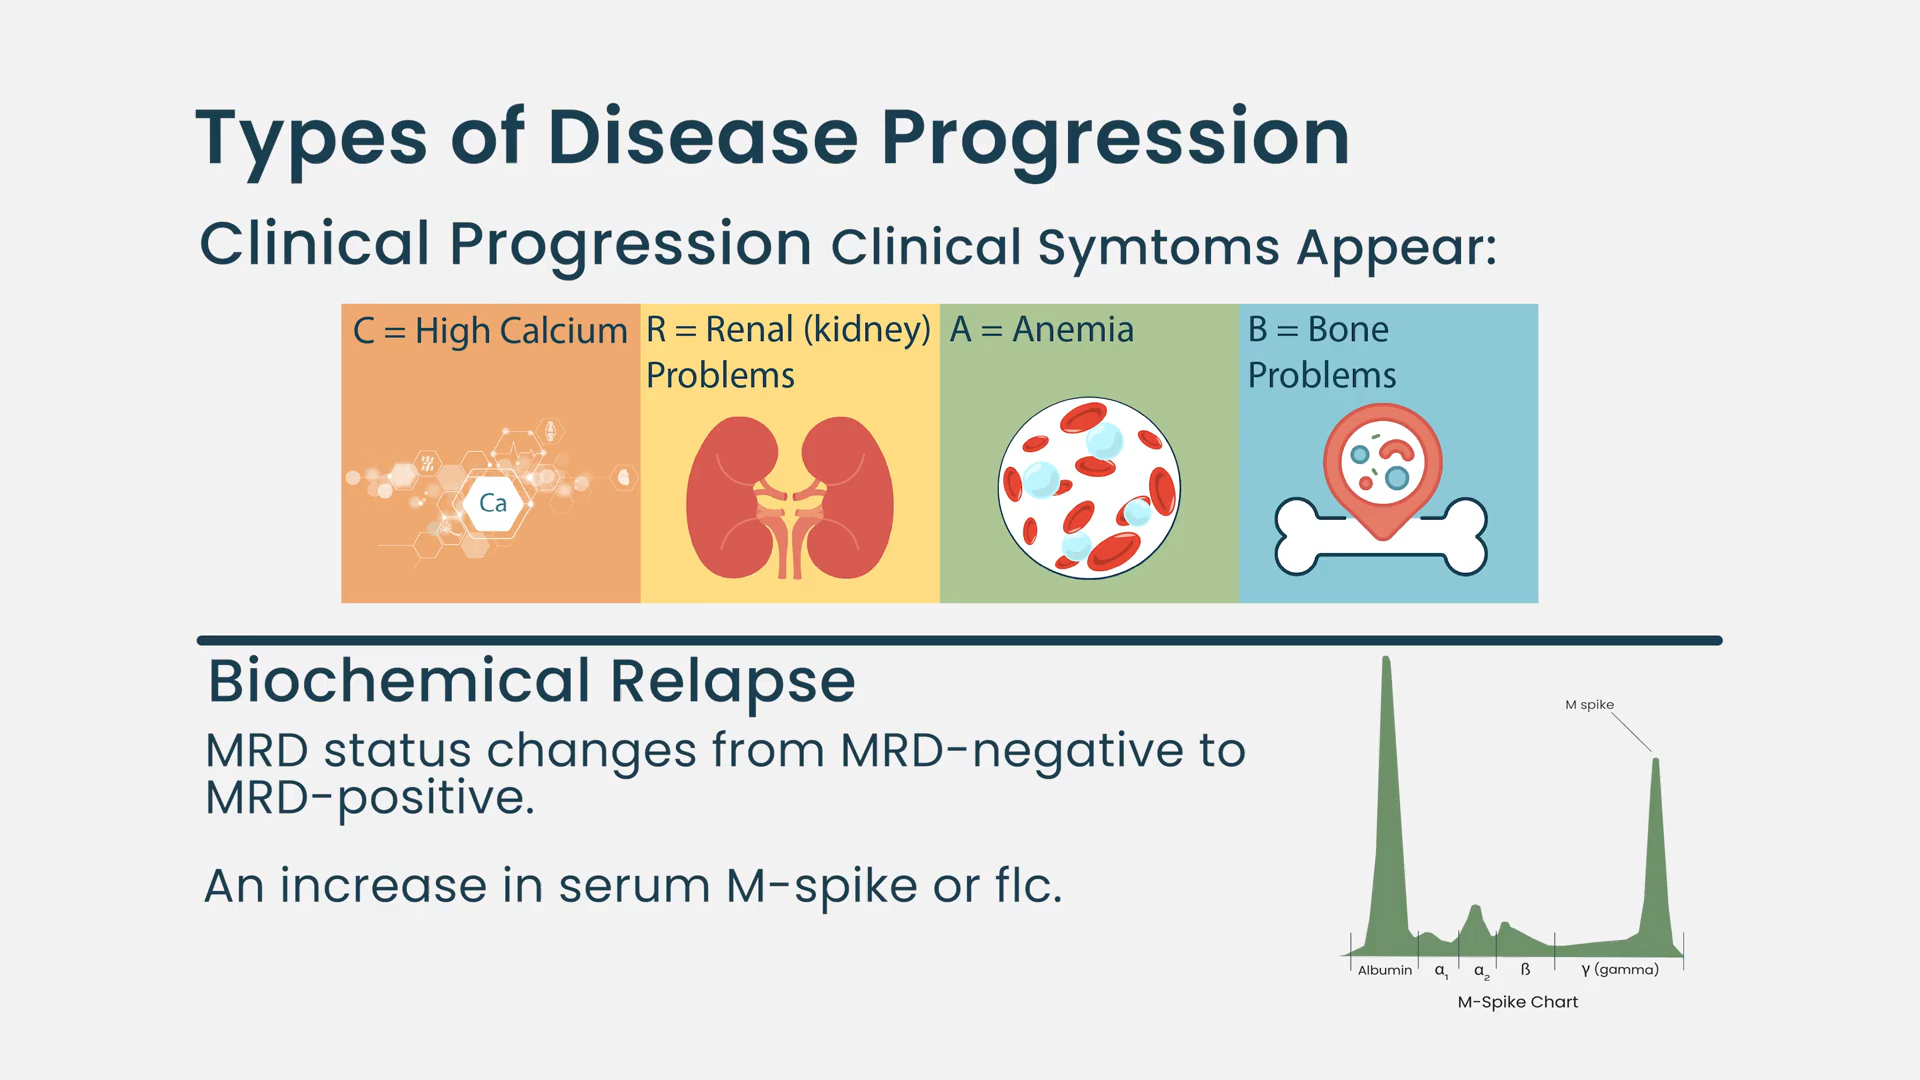 Types of Disease Progression
Clinical Progression Clinical Symtoms Appear:
C = High Calcium
R = Renal (kidney)
Problems
A = Anemia
B = Bone
Problems
Ca
Biochemical Relapse
MRD status changes from MRD-negative to
MRD-positive.
An increase in serum M-spike or flc.
M spike
Albumin α1 α2 ß γ (gamma)
M-Spike Chart